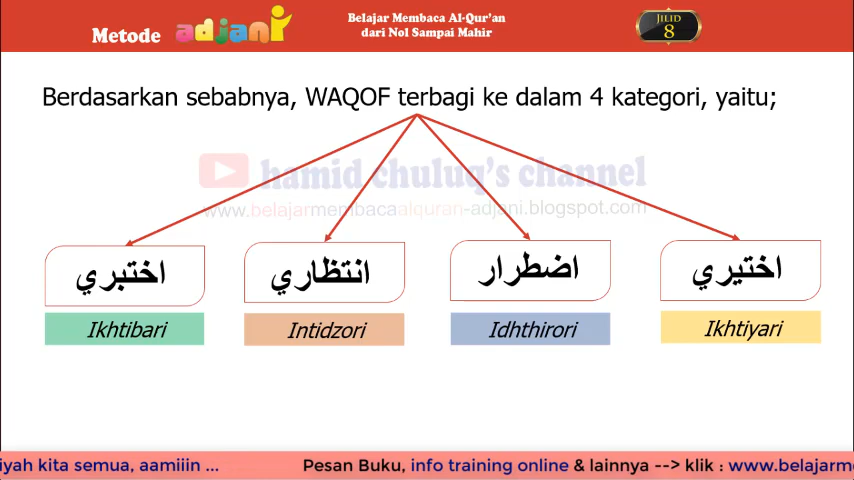 Metode adjani
Belajar Membaca Al-Qur'an
dari Nol Sampai Mahir
JILID
8
Berdasarkan sebabnya, WAQOF terbagi ke dalam 4 kategori, yaitu;
hamid chuluq's channel
www.belajarmembacaalquran-adjani.blogspot.com
اختبري
انتظاري
اضطرار
اختيري
Ikhtibari
Intidzori
Idhthirori
Ikhtiyari
iyah kita semua, aamiiin ... Pesan Buku, info training online & lainnya --> klik : www.belajarme